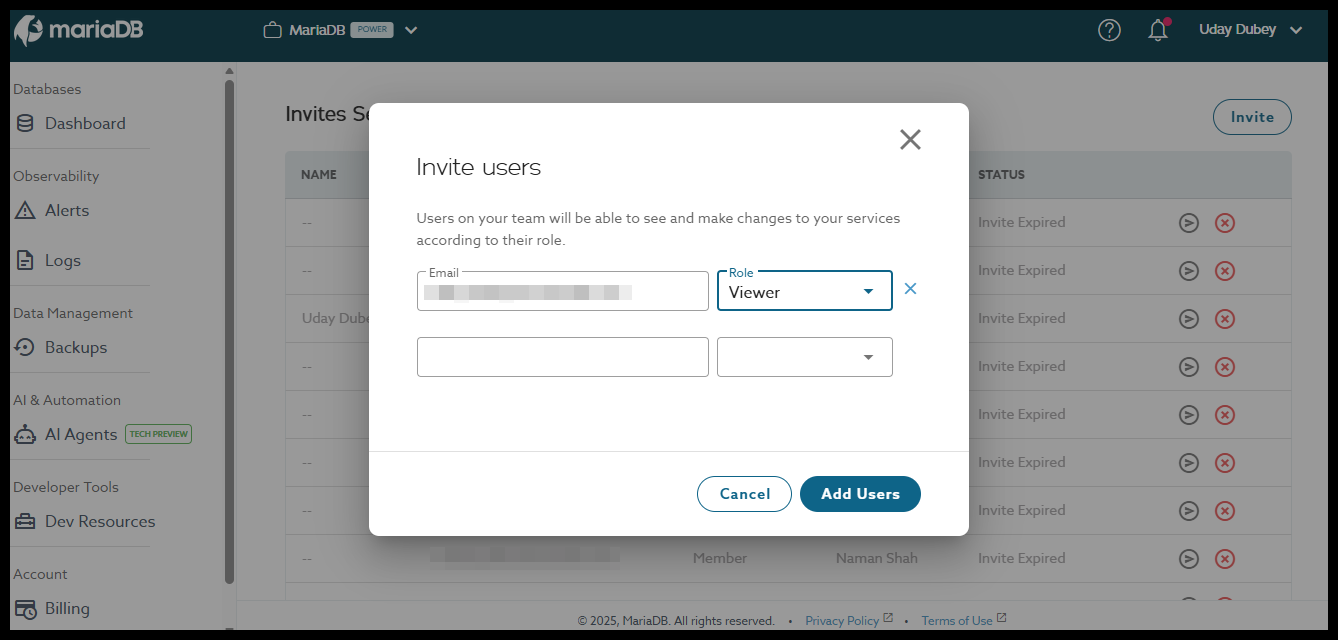 mariaDB
MariaDB POWER
Uday Dubey
Databases
Dashboard
Observability
Alerts
Logs
Data Management
Backups
AI & Automation
AI Agents TECH PREVIEW
Developer Tools
Dev Resources
Account
Billing
Invites Se
Invite
NAME
STATUS
-- Invite Expired
-- Invite Expired
Uday Dube Invite Expired
-- Invite Expired
-- Invite Expired
-- Invite Expired
-- Invite Expired
-- Member Naman Shah Invite Expired
Invite users
Users on your team will be able to see and make changes to your services
according to their role.
Email
Role
Viewer
Cancel
Add Users
© 2025, MariaDB. All rights reserved. • Privacy Policy • Terms of Use